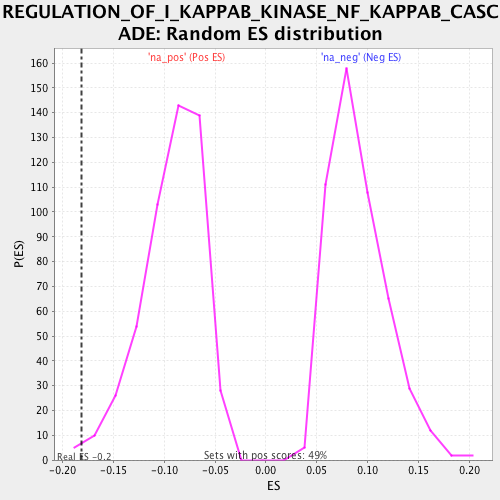 REGULATION_OF_I_KAPPAB_KINASE_NF_KAPPAB_CASC
ADE: Random ES distribution
'na_pos' (Pos ES) 'na_neg' (Neg ES)
160
150
140
130
120
110
100
90
80
70
60
50
40
30
20
10
0
P(ES)
Real ES -0.2
Sets with pos scores: 49%
-0.20 -0.15 -0.10 -0.05 0.00 0.05 0.10 0.15 0.20
ES